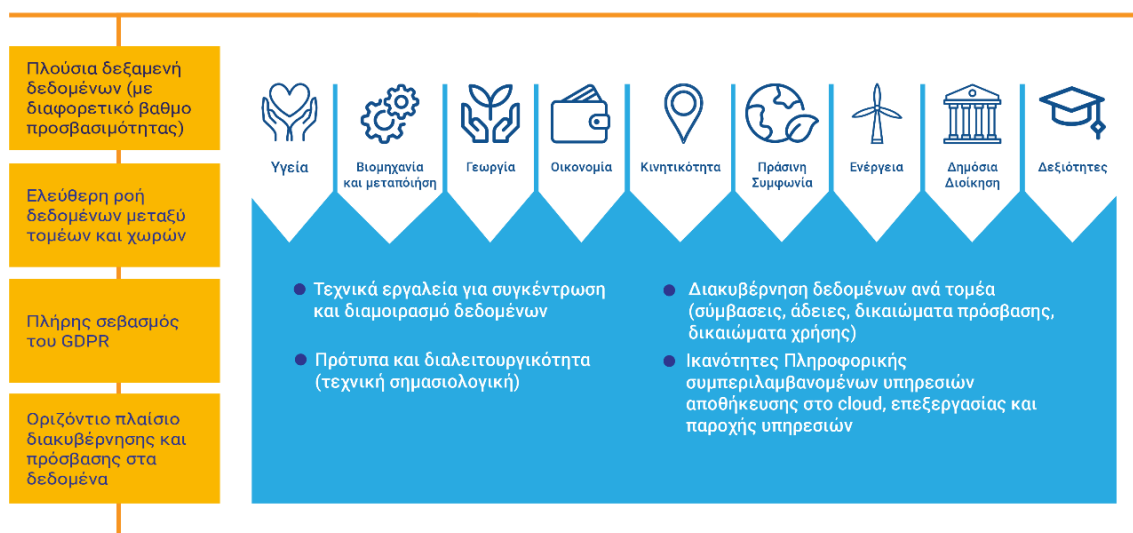 Πλούσια δεξαμενή
δεδομένων (με
διαφορετικό βαθμο
προσβασιμότητας)
Ελεύθερη ροή
δεδομένων μεταξύ
τομέων και χωρών
Πλήρης σεβασμός
του GDPR
Οριζόντιο πλαίσιο
διακυβέρνησης και
πρόσβασης στα
δεδομένα
Υγεία
Βιομηχανία
και μεταπόιήση
Γεωργία
Οικονομία
Κινητικότητα
Πράσινη
Συμφωνία
Ενέργεια
Δημόσια
Διοίκηση
Δεξιότητες
Τεχνικά εργαλεία για συγκέντρωση
και διαμοιρασμό δεδομένων
Πρότυπα και διαλειτουργικότητα
(τεχνική σημασιολογική)
Διακυβέρνηση δεδομένων ανά τομέα
(σύμβασεις, άδειες, δικαιώματα πρόσβασης,
δικαιώματα χρήσης)
Ικανότητες Πληροφορικής
συμπεριλαμβανομένων υπηρεσιών
αποθήκευσης στο cloud, επεξεργασίας και
παροχής υπηρεσιών